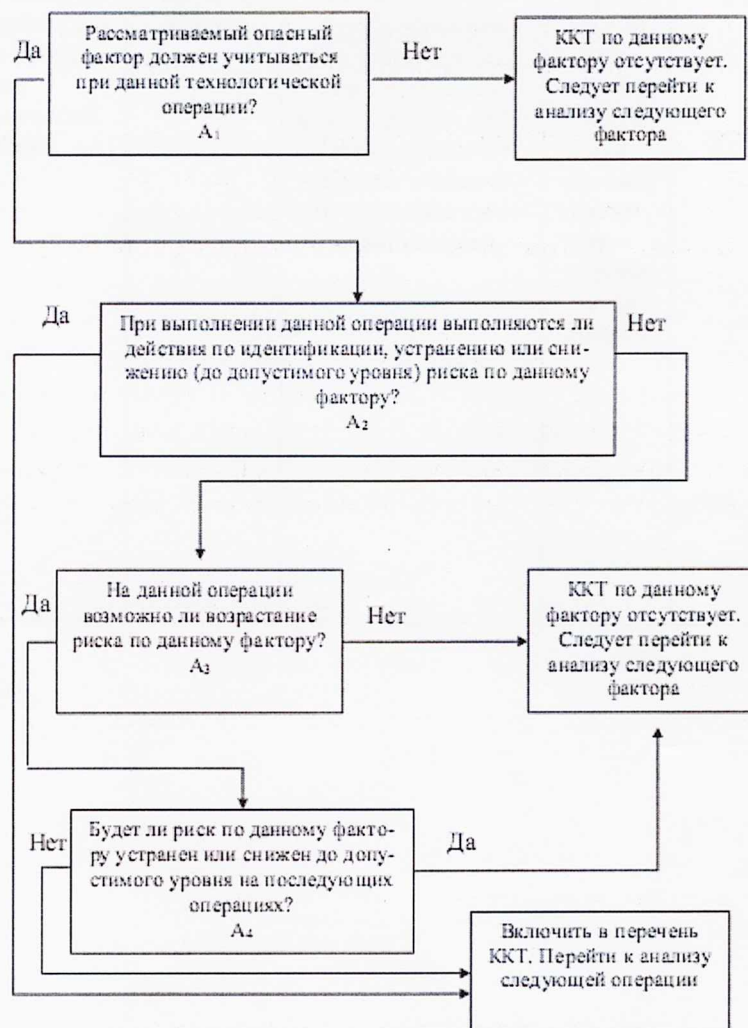 Да
Рассматриваемый опасный
фактор должен учитываться
при данной технологической
операции?
A1
Нет
ККТ по данному
фактору отсутствует.
Следует перейти к
анализу следующего
фактора
Да
При выполнении данной операции выполняются ли
действия по идентификации, устранению или сни-
жению (до допустимого уровня) риска по данному
фактору?
A2
Нет
Да
На данной операции
возможно ли возрастание
риска по данному фактору?
A3
Нет
ККТ по данному
фактору отсутствует.
Следует перейти к
анализу следующего
фактора
Нет
Будет ли риск по данному факто-
ру устранен или снижен до допу-
стимого уровня на последующих
операциях?
A4
Да
Включить в перечень
ККТ. Перейти к анализу
следующей операции